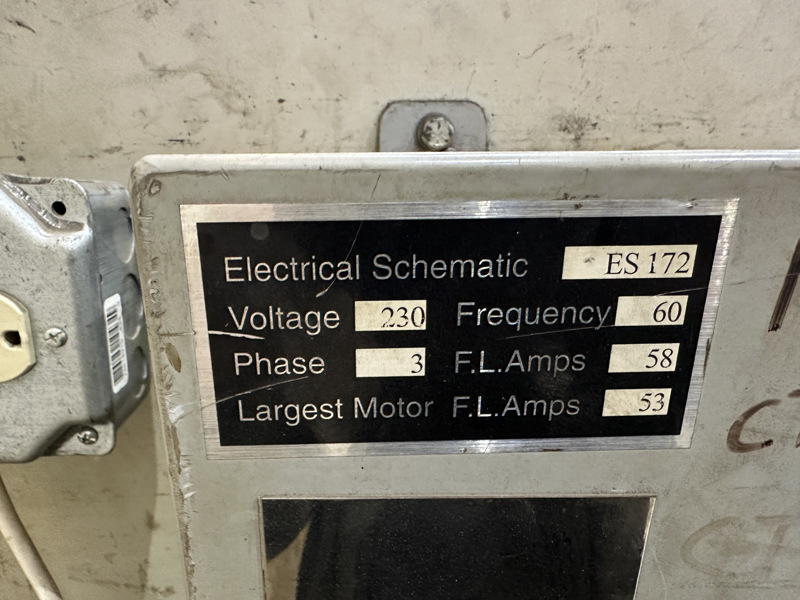 Electrical Schematic ES 172
Voltage 230 Frequency 60
Phase 3 F.L.Amps 58
Largest Motor F.L.Amps 53